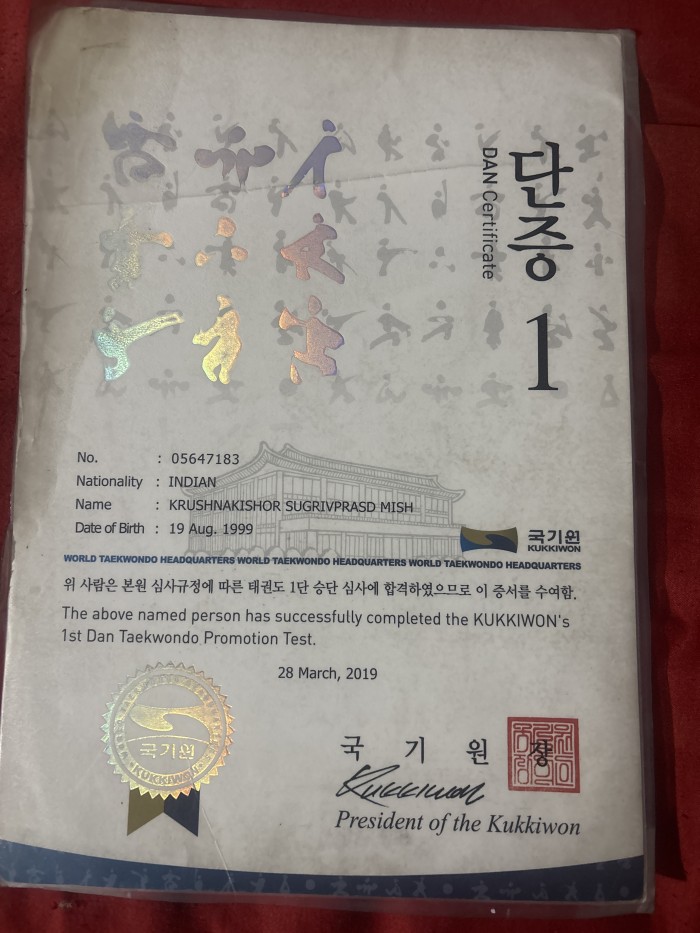 단증
DAN Certificate
1
No. : 05647183
Nationality : INDIAN
Name : KRUSHNAKISHOR SUGRIVPRASD MISH
Date of Birth : 19 Aug. 1999
국기원
KUKKIWON
WORLD TAEKWONDO HEADQUARTERS WORLD TAEKWONDO HEADQUARTERS WORLD TAEKWONDO HEADQUARTERS
위 사람은 본원 심사규정에 따른 태권도 1단 승단 심사에 합격하였으므로 이 증서를 수여함.
The above named person has successfully completed the KUKKIWON's
1st Dan Taekwondo Promotion Test.
28 March, 2019
국기원
KUKKIWON
국 기 원 장
Kukkiwon
President of the Kukkiwon